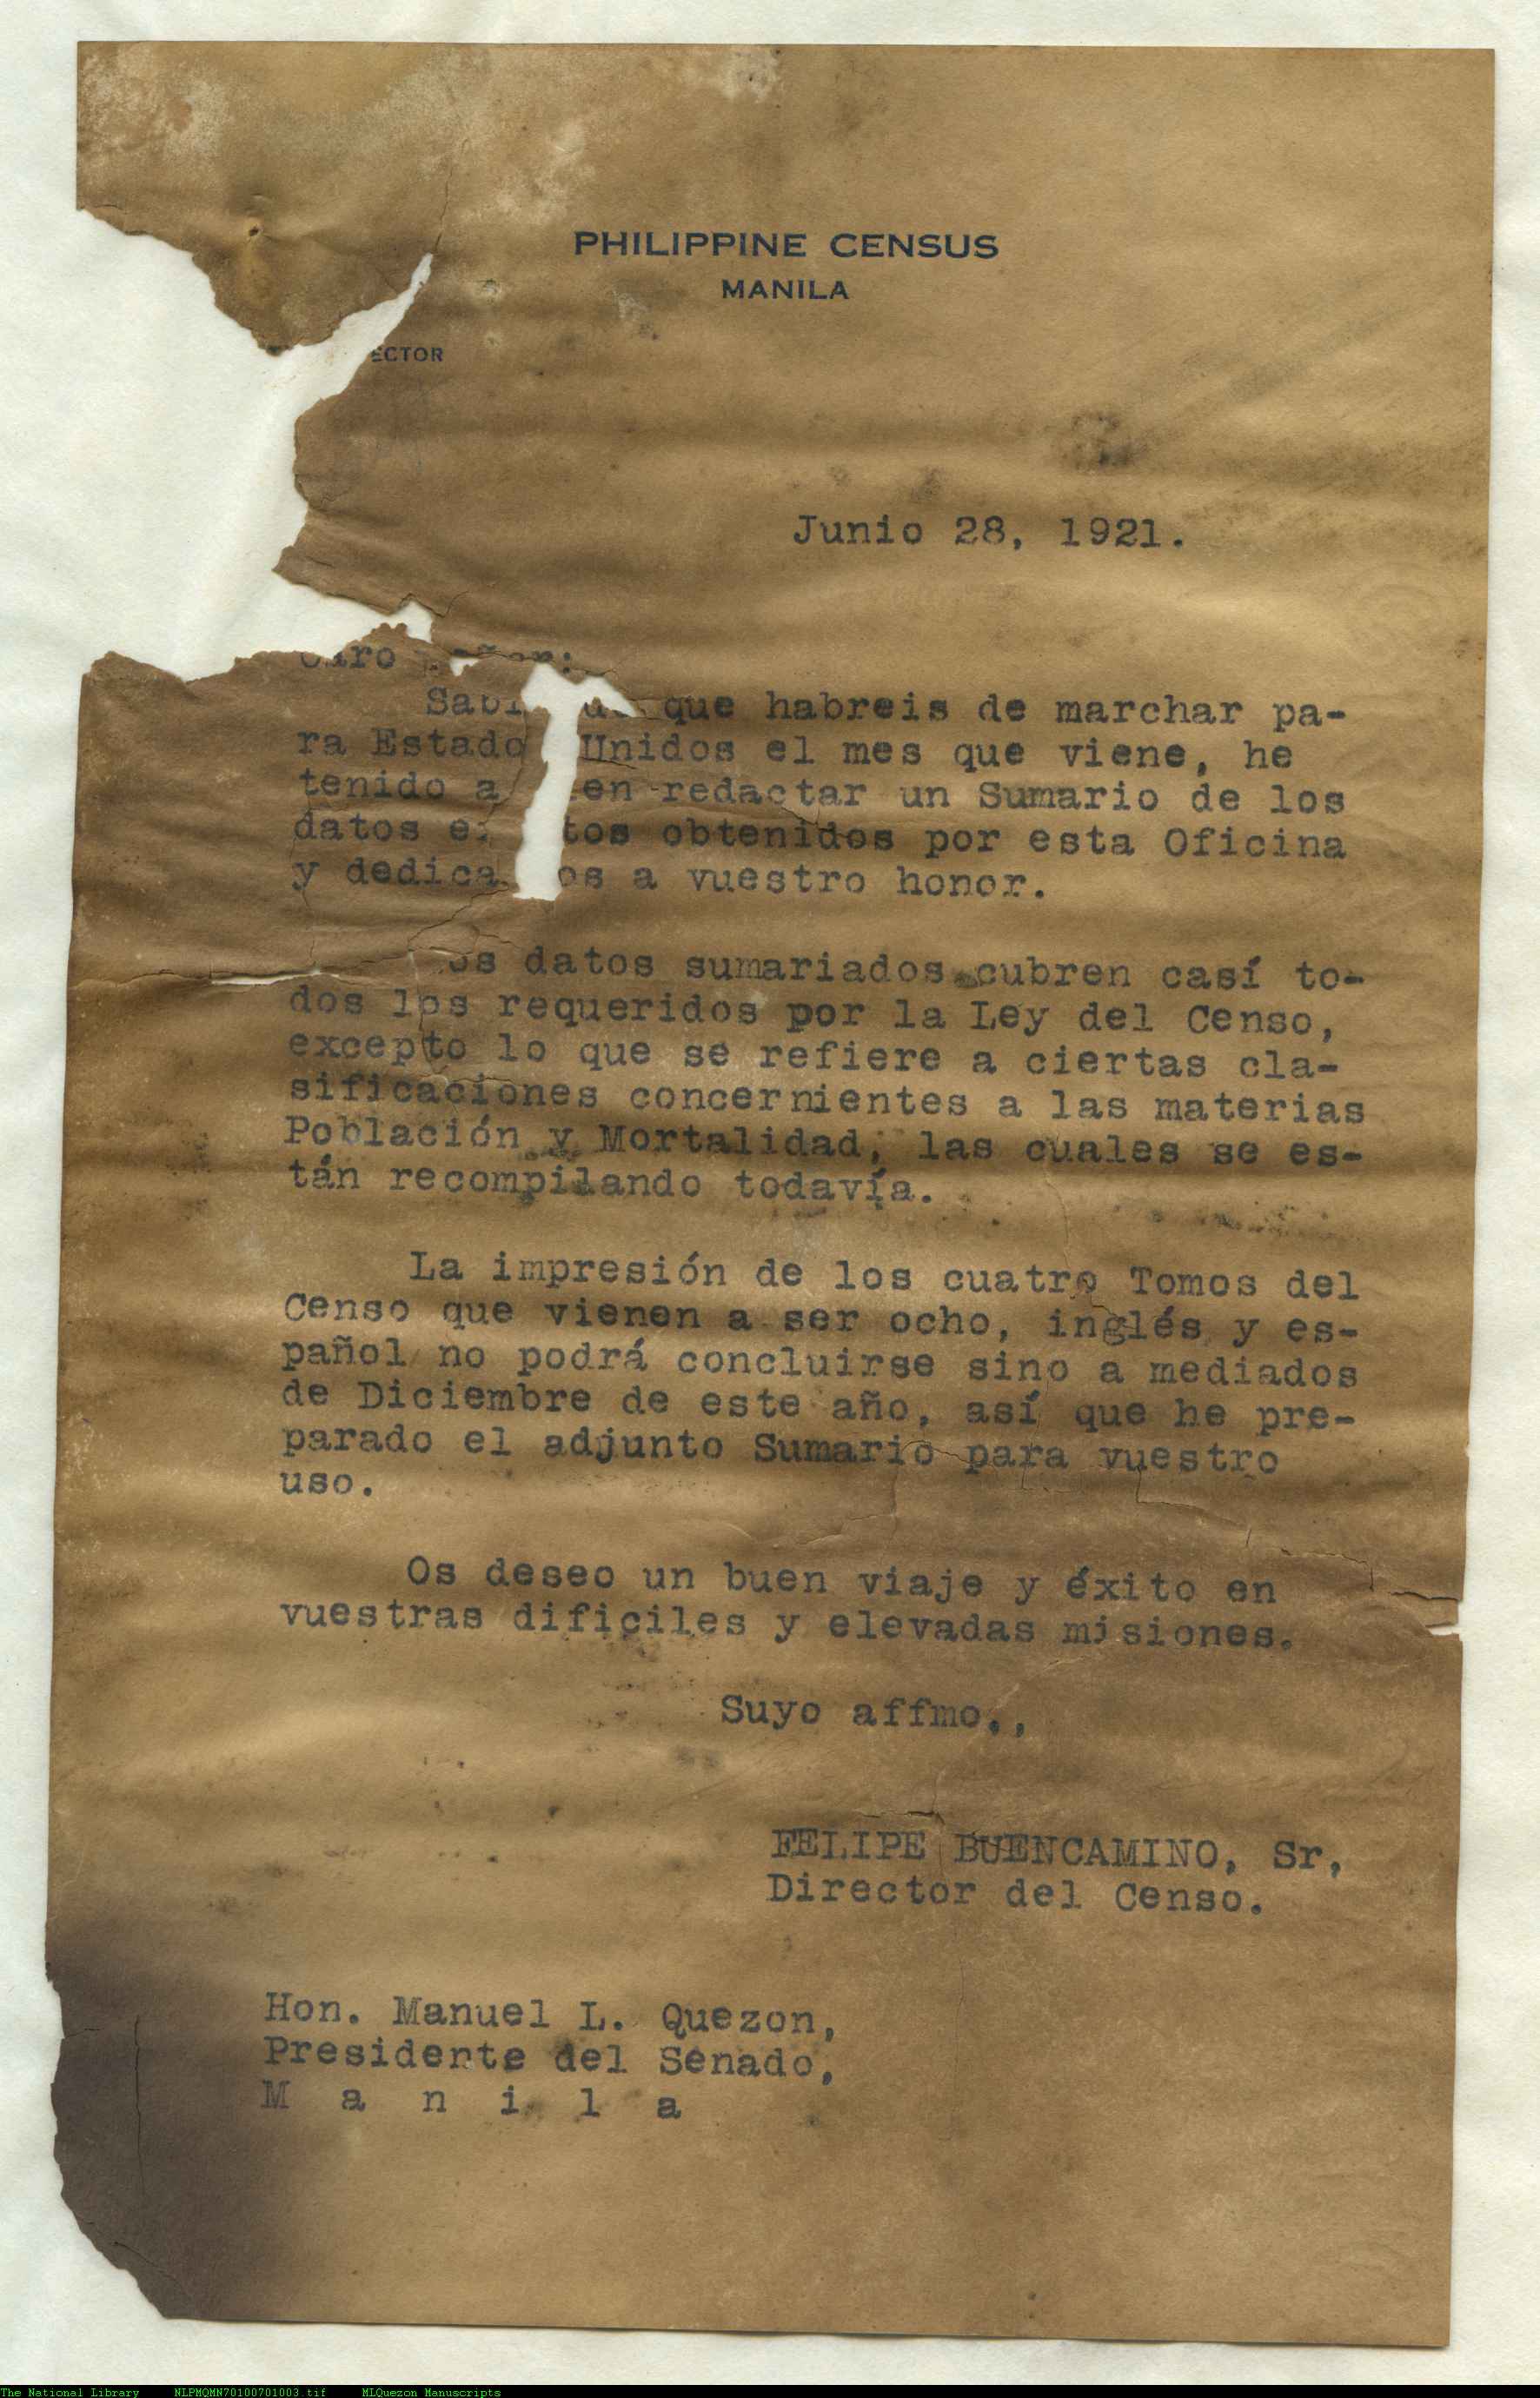 PHILIPPINE CENSUS
MANILA
ECTOR
Junio 28, 1921.
que habreis de marchar pa-
ra Estado Unidos el mes que viene, he
tenido a en redactar un Sumario de los
datos obtenidos por esta Oficina
y a vuestro honor.
datos sumariados cubren casí to-
dos los requeridos por la Ley del Censo,
excepto lo que se refiere a ciertas cla-
sificaciones concernientes a las materias
Población y Mortalidad, las cuales se es-
tán recompilando todavía.
La impresión de los cuatro Tomos del
Censo que vienen a ser ocho, inglés y es-
pañol no podrá concluirse sino a mediados
de Diciembre de este año, así que he pre-
parado el adjunto Sumario para vuestro
uso.
Os deseo un buen viaje y éxito en
vuestras dificiles y elevadas misiones.
Suyo affmo.,
FELIPE BUENCAMINO, Sr,
Director del Censo.
Hon. Manuel L. Quezon,
Presidente del Senado,
M a n i l a
The National Library NLPMQMN70100701003.tif MLQuezon Manuscripts